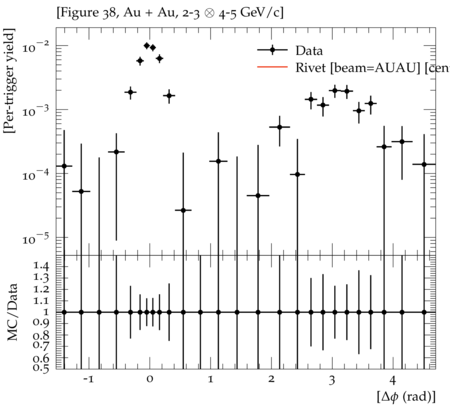 [Figure 38, Au + Au, 2-3 ⊗ 4-5 GeV/c]
[Per-trigger yield]
10⁻²
10⁻³
10⁻⁴
10⁻⁵
Data
Rivet [beam=AUAU] [cen
MC/Data
1.4
1.3
1.2
1.1
1
0.9
0.8
0.7
0.6
0.5
-1 0 1 2 3 4
[Δϕ (rad)]